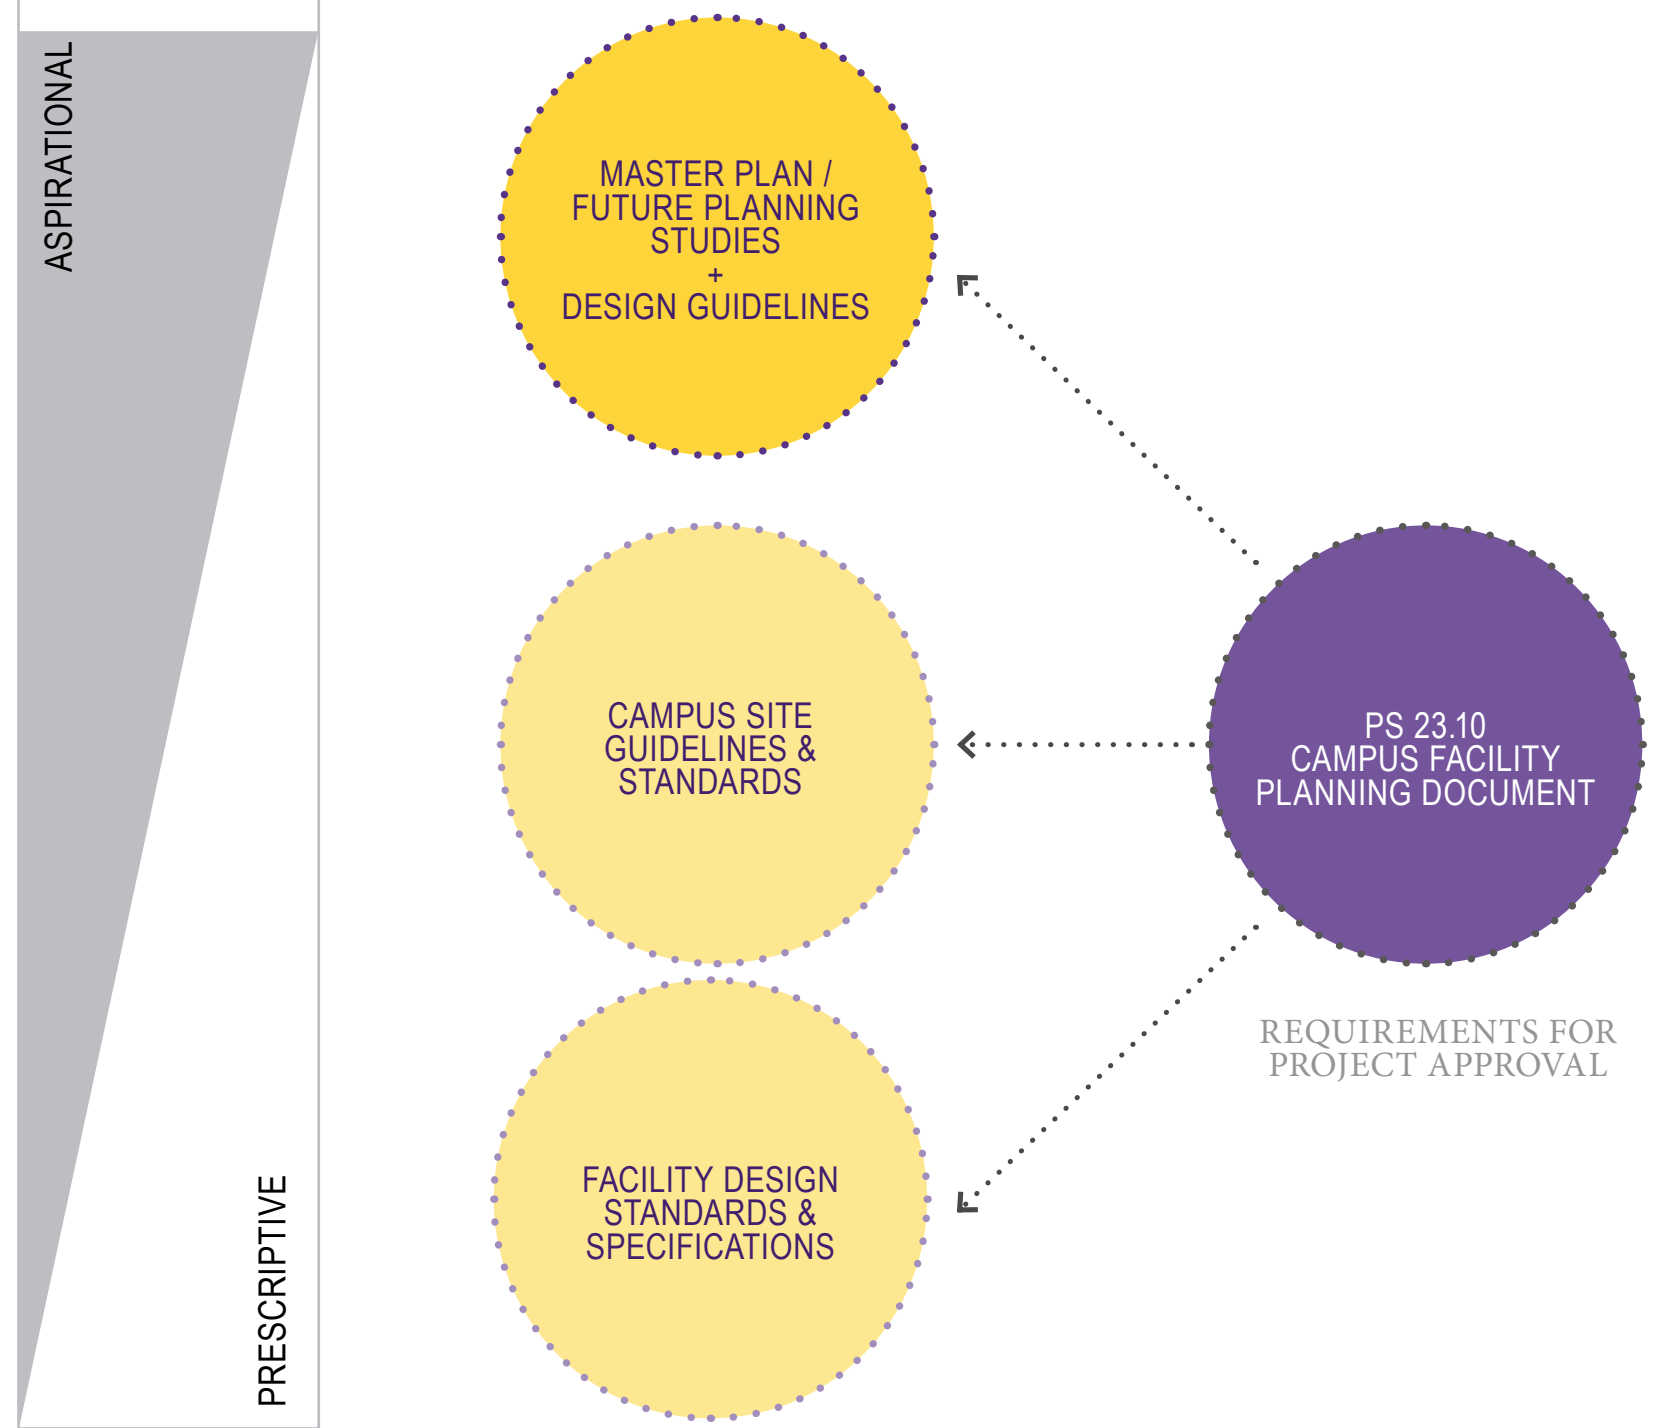 ASPIRATIONAL
PRESCRIPTIVE
MASTER PLAN /
FUTURE PLANNING
STUDIES
+
DESIGN GUIDELINES
CAMPUS SITE
GUIDELINES &
STANDARDS
FACILITY DESIGN
STANDARDS &
SPECIFICATIONS
PS 23.10
CAMPUS FACILITY
PLANNING DOCUMENT
REQUIREMENTS FOR
PROJECT APPROVAL